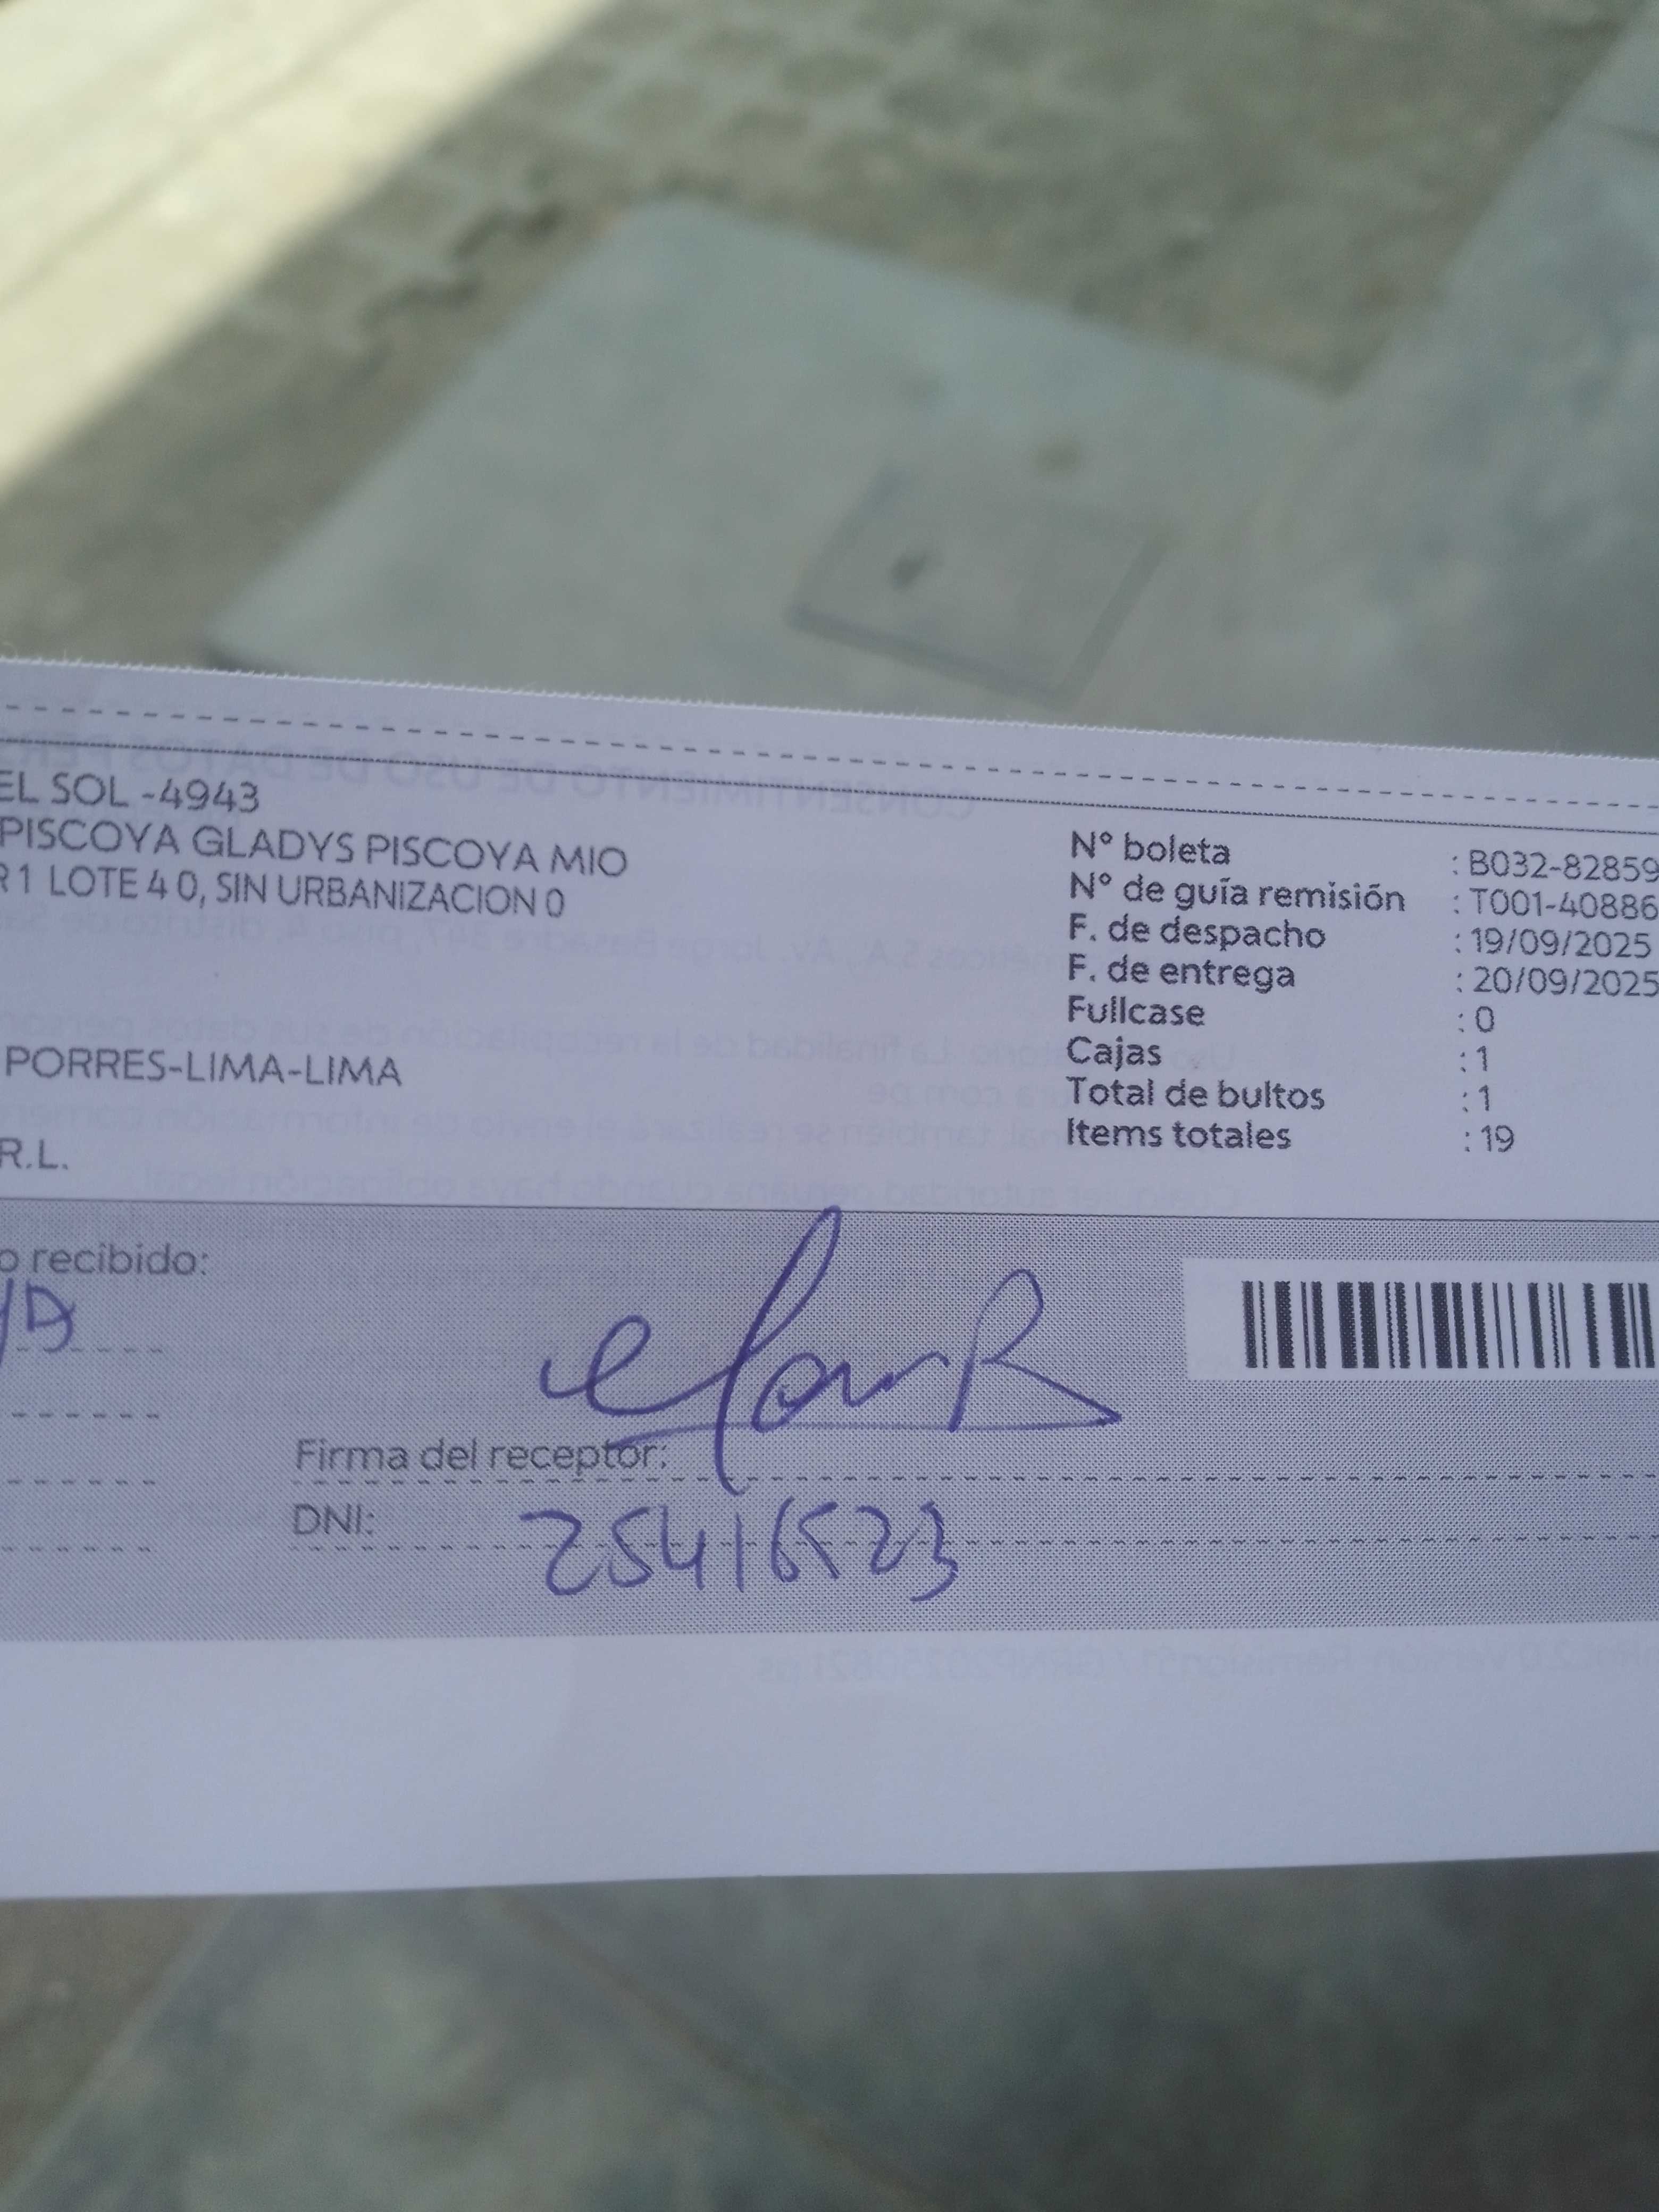 EL SOL -4943
PISCOYA GLADYS PISCOYA MIO
R 1 LOTE 4 0, SIN URBANIZACION 0
PORRES-LIMA-LIMA
R.L.
N° boleta : B032-82859
N° de guía remisión : T001-40886
F. de despacho : 19/09/2025
F. de entrega : 20/09/2025
Fullcase : 0
Cajas : 1
Total de bultos : 1
Items totales : 19
o recibido:
Firma del receptor:
DNI: 25416523